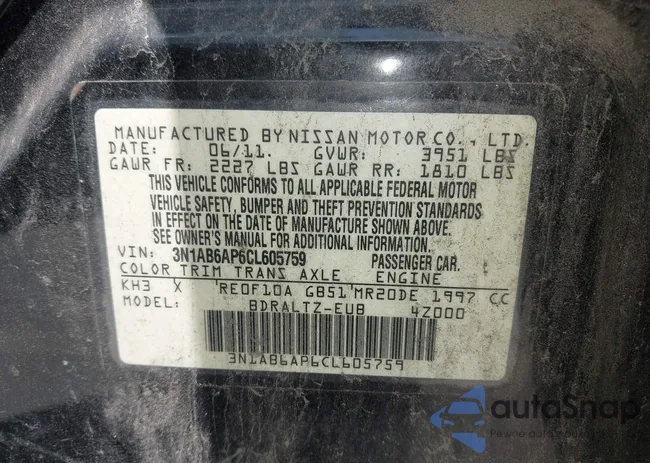 MANUFACTURED BY NISSAN MOTOR CO., LTD.
DATE: 06/11. GVWR: 3951 LBS
GAWR FR: 2227 LBS GAWR RR: 1810 LBS
THIS VEHICLE CONFORMS TO ALL APPLICABLE FEDERAL MOTOR
VEHICLE SAFETY, BUMPER AND THEFT PREVENTION STANDARDS
IN EFFECT ON THE DATE OF MANUFACTURE SHOWN ABOVE.
SEE OWNER'S MANUAL FOR ADDITIONAL INFORMATION.
VIN: 3N1AB6AP6CL605759 PASSENGER CAR.
COLOR TRIM TRANS AXLE ENGINE
KH3 X RE0F10A GB51 MR20DE 1997 CC
MODEL: BDRALTZ-EUB 4Z000
3N1AB6AP6CL605759
autoSnap
Pewne auto